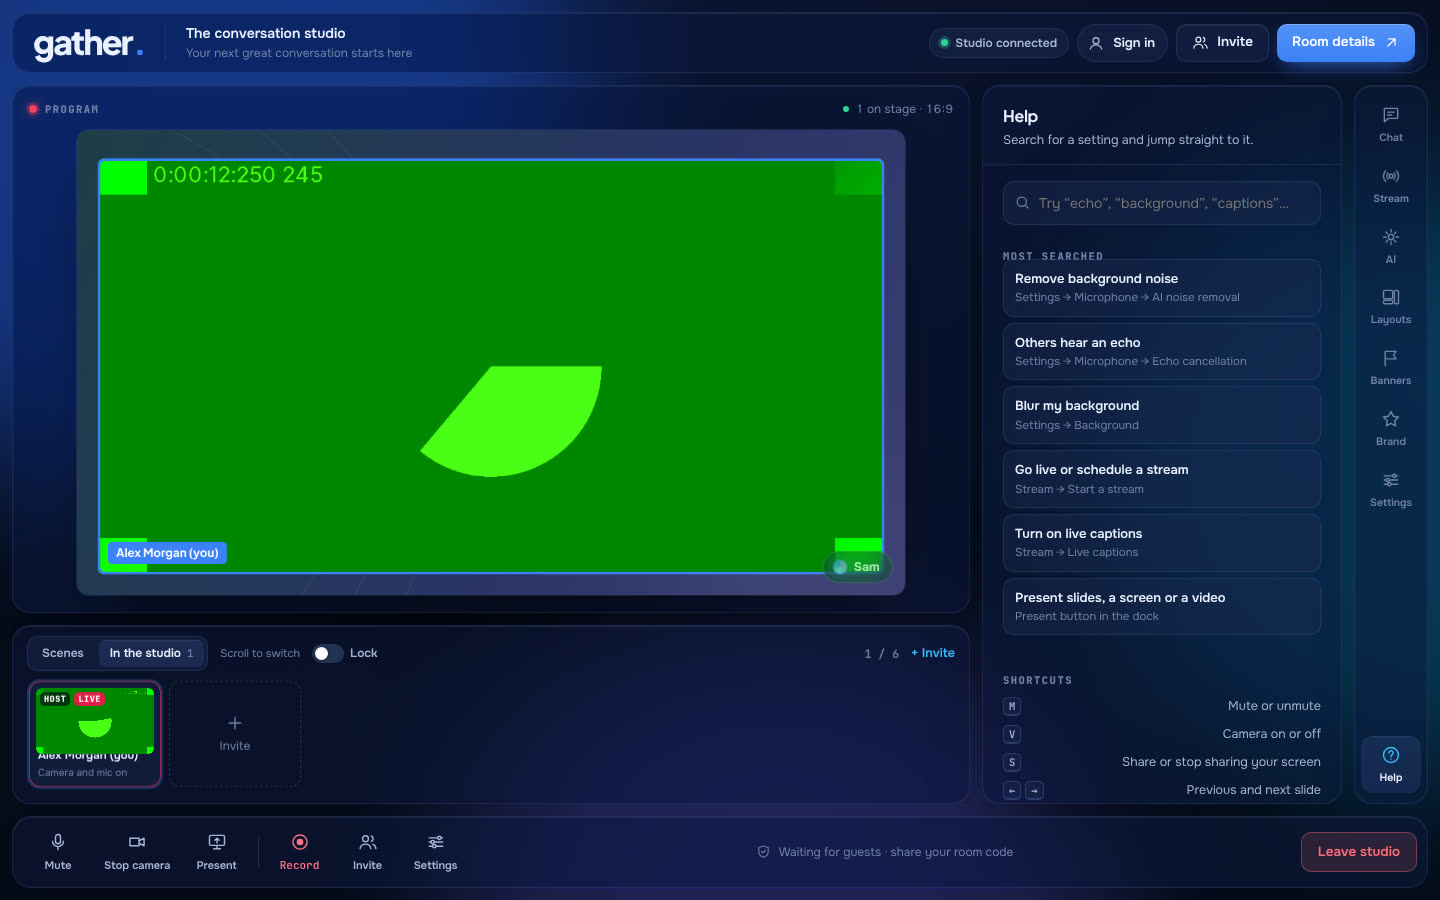 gather.
The conversation studio
Your next great conversation starts here
Studio connected
Sign in
Invite
Room details
PROGRAM
1 on stage · 16:9
0:00:12:250 245
Alex Morgan (you)
Sam
Help
Search for a setting and jump straight to it.
Try “echo”, “background”, “captions”...
MOST SEARCHED
Remove background noise
Settings → Microphone → AI noise removal
Others hear an echo
Settings → Microphone → Echo cancellation
Blur my background
Settings → Background
Go live or schedule a stream
Stream → Start a stream
Turn on live captions
Stream → Live captions
Present slides, a screen or a video
Present button in the dock
SHORTCUTS
M Mute or unmute
V Camera on or off
S Share or stop sharing your screen
← → Previous and next slide
Chat
Stream
AI
Layouts
Banners
Brand
Settings
Help
Scenes
In the studio 1
Scroll to switch
Lock
1 / 6
+ Invite
HOST
LIVE
Alex Morgan (you)
Camera and mic on
Invite
Mute
Stop camera
Present
Record
Invite
Settings
Waiting for guests · share your room code
Leave studio